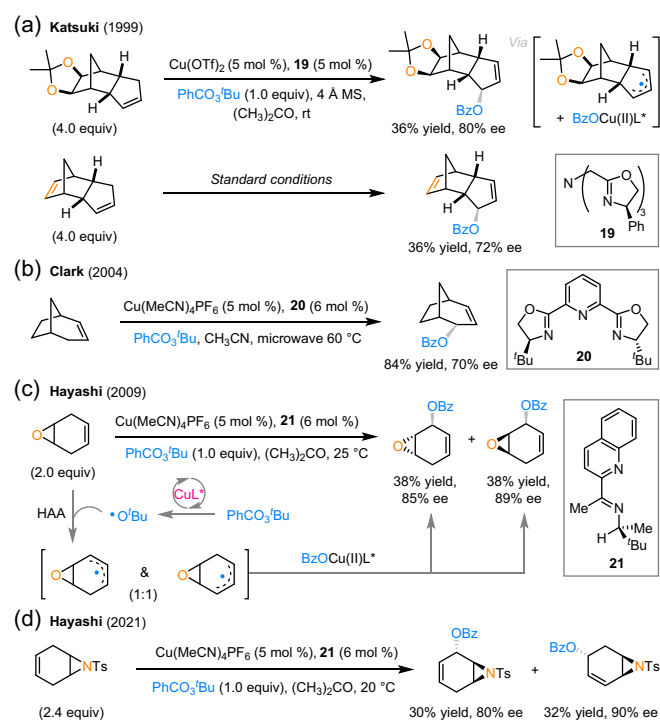 (a) Katsuki (1999)
Cu(OTf)2 (5 mol %), 19 (5 mol %)
PhCO3tBu (1.0 equiv), 4 Å MS,
(CH3)2CO, rt
(4.0 equiv)
O
O
H
H
O
O
H
H
BzO
36% yield, 80% ee
Via
O
O
H
H
+ BzOCu(II)L*
H
H
(4.0 equiv)
Standard conditions
H
H
BzO
36% yield, 72% ee
N
O
N
3
Ph
19
(b) Clark (2004)
Cu(MeCN)4PF6 (5 mol %), 20 (6 mol %)
PhCO3tBu, CH3CN, microwave 60 °C
BzO
84% yield, 70% ee
O
O
N
N
N
tBu
tBu
20
(c) Hayashi (2009)
O
(2.0 equiv)
Cu(MeCN)4PF6 (5 mol %), 21 (6 mol %)
PhCO3tBu (1.0 equiv), (CH3)2CO, 25 °C
OBz
O
+
OBz
O
38% yield,
85% ee
38% yield,
89% ee
HAA
•OtBu
CuL*
PhCO3tBu
O
&
(1:1)
O
BzOCu(II)L*
N
Me
N
H
Me
tBu
21
(d) Hayashi (2021)
NTs
(2.4 equiv)
Cu(MeCN)4PF6 (5 mol %), 21 (6 mol %)
PhCO3tBu (1.0 equiv), (CH3)2CO, 20 °C
OBz
NTs
+
BzO
NTs
30% yield, 80% ee
32% yield, 90% ee